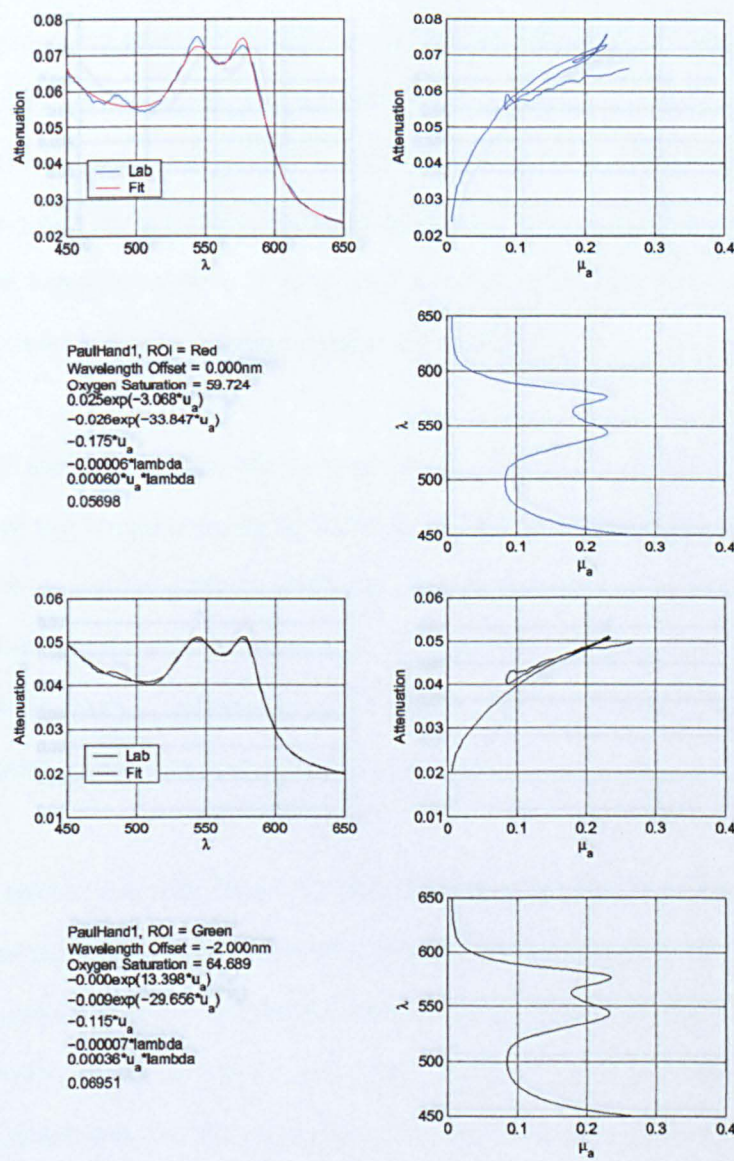 0.08
0.07
0.06
0.05
0.04
0.03
0.02
Attenuation
Lab
Fit
450 500 550 600 650
λ
0.08
0.07
0.06
0.05
0.04
0.03
0.02
Attenuation
0 0.1 0.2 0.3 0.4
μa
PaulHand1, ROI = Red
Wavelength Offset = 0.000nm
Oxygen Saturation = 59.724
0.025exp(−3.068*u_a)
−0.026exp(−33.847*u_a)
−0.175*u_a
−0.00006*lambda
0.00060*u_a*lambda
0.05698
650
600
550
500
450
λ
0 0.1 0.2 0.3 0.4
μa
0.06
0.05
0.04
0.03
0.02
0.01
Attenuation
Lab
Fit
450 500 550 600 650
λ
0.06
0.05
0.04
0.03
0.02
0.01
Attenuation
0 0.1 0.2 0.3 0.4
μa
PaulHand1, ROI = Green
Wavelength Offset = −2.000nm
Oxygen Saturation = 64.689
−0.000exp(13.398*u_a)
−0.009exp(−29.656*u_a)
−0.115*u_a
−0.00007*lambda
0.00036*u_a*lambda
0.06951
650
600
550
500
450
λ
0 0.1 0.2 0.3 0.4
μa